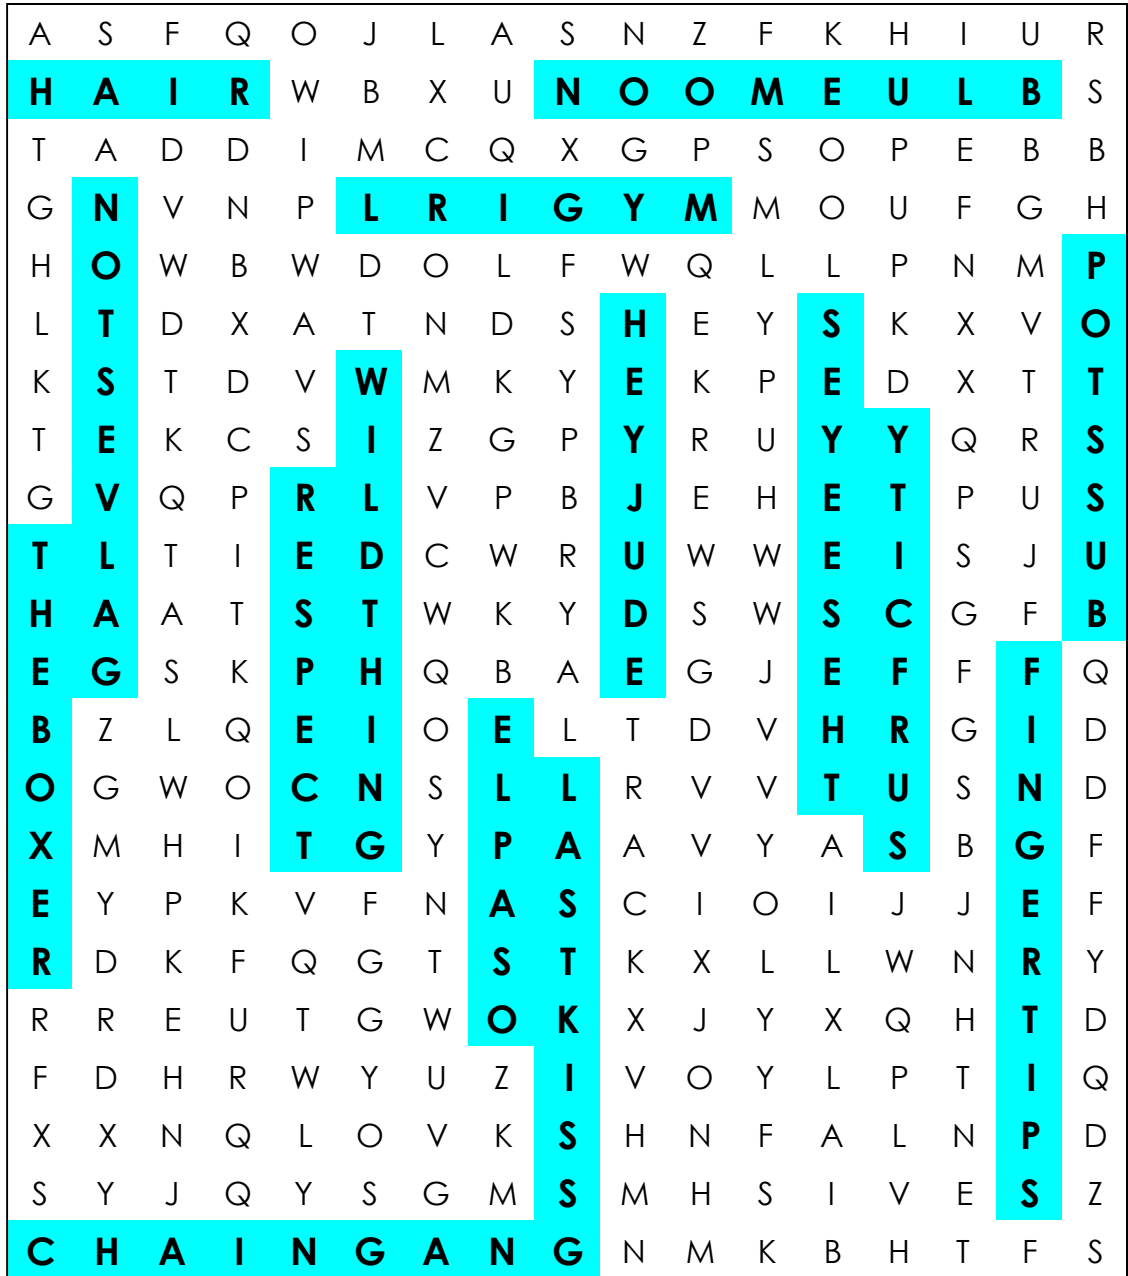 A S F Q O J L A S N Z F K H I U R
H A I R W B X U N O O M E U L B S
T A D D I M C Q X G P S O P E B B
G N V N P L R I G Y M M O U F G H
H O W B W D O L F W Q L L P N M P
L T D X A T N D S H E Y S K X V O
K S T D V W M K Y E K P E D X T T
T E K C S I Z G P Y R U Y Y Q R S
G V Q P R L V P B J E H E T P U S
T L T I E D C W R U W W E I S J U
H A A T S T W K Y D S W S C G F B
E G S K P H Q B A E G J E F F F Q
B Z L Q E I O E L T D V H R G I D
O G W O C N S L L R V V T U S N D
X M H I T G Y P A A V Y A S B G F
E Y P K V F N A S C I O I J J E F
R D K F Q G T S T K X L L W N R Y
R R E U T G W O K X J Y X Q H T D
F D H R W Y U Z I V O Y L P T I Q
X X N Q L O V K S H N F A L N P D
S Y J Q Y S G M S M H S I V E S Z
C H A I N G A N G N M K B H T F S